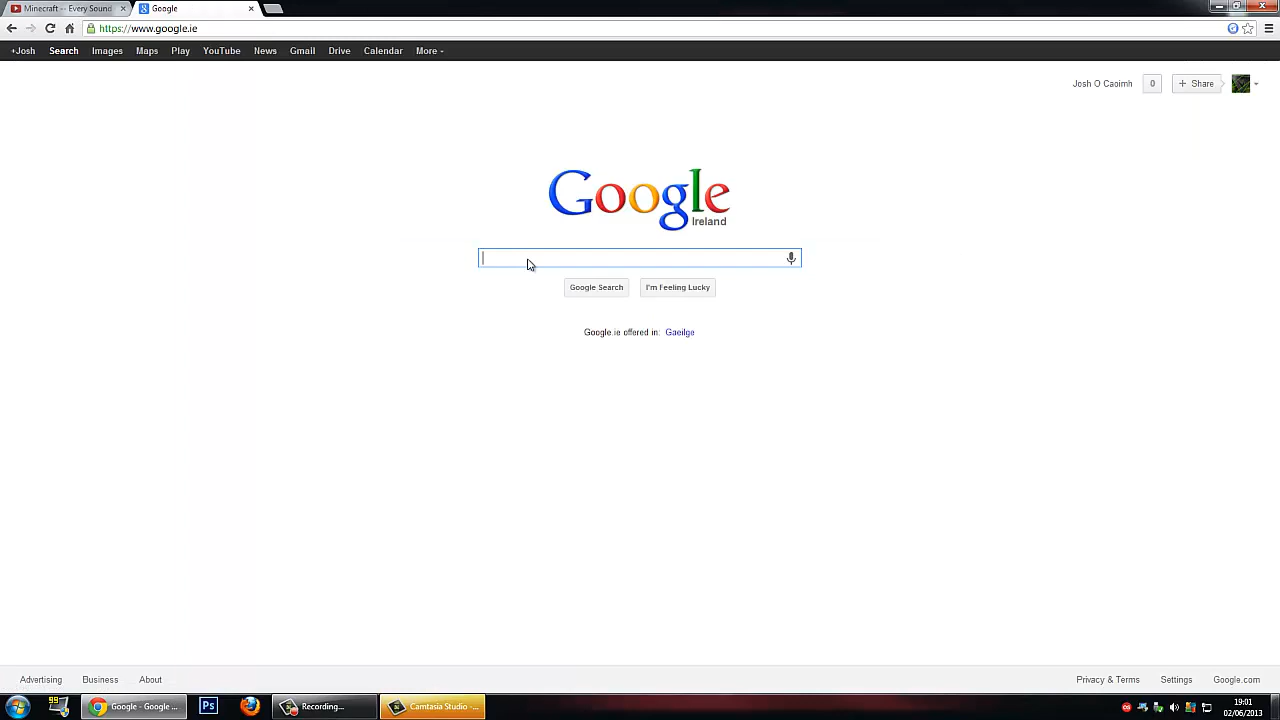 Minecraft -- Every Sound
Google
https://www.google.ie
+Josh Search Images Maps Play YouTube News Gmail Drive Calendar More
Josh O Caoimh 0 + Share
Google
Ireland
Google Search I'm Feeling Lucky
Google.ie offered in: Gaeilge
Advertising Business About Privacy & Terms Settings Google.com
99 Google - Google ... Ps Recording... Camtasia Studio -...
19:01
02/06/2013